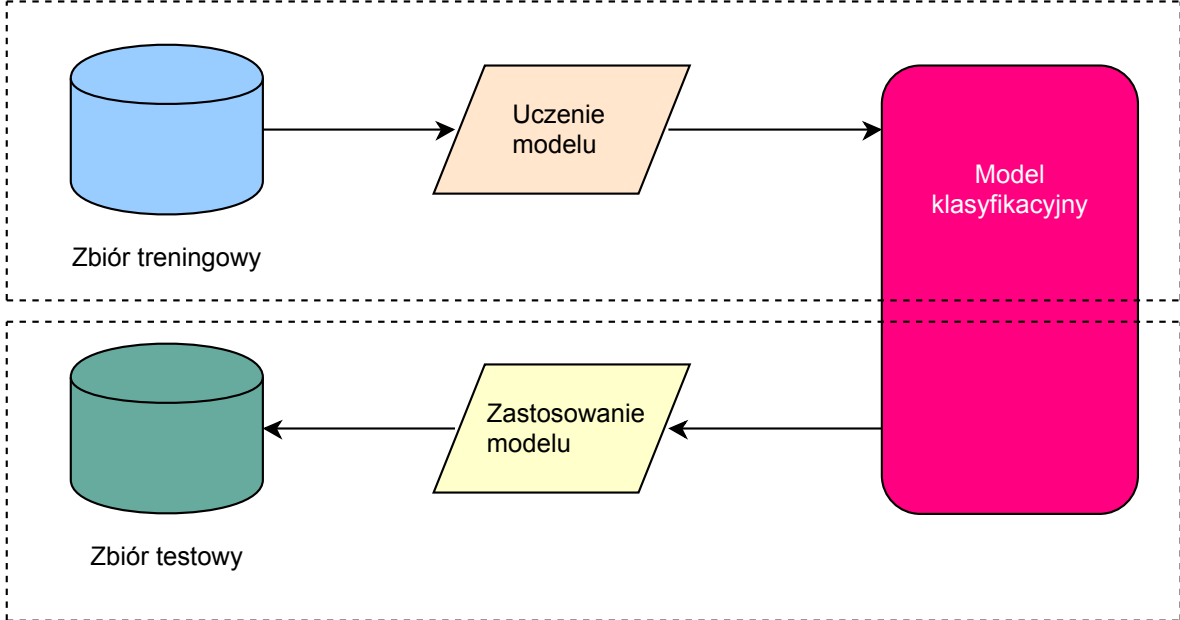 Uczenie
modelu
Model
klasyfikacyjny
Zbiór treningowy
Zastosowanie
modelu
Zbiór testowy